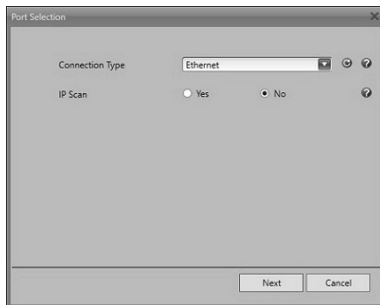 Port Selection
Connection Type Ethernet
IP Scan Yes No
Next Cancel